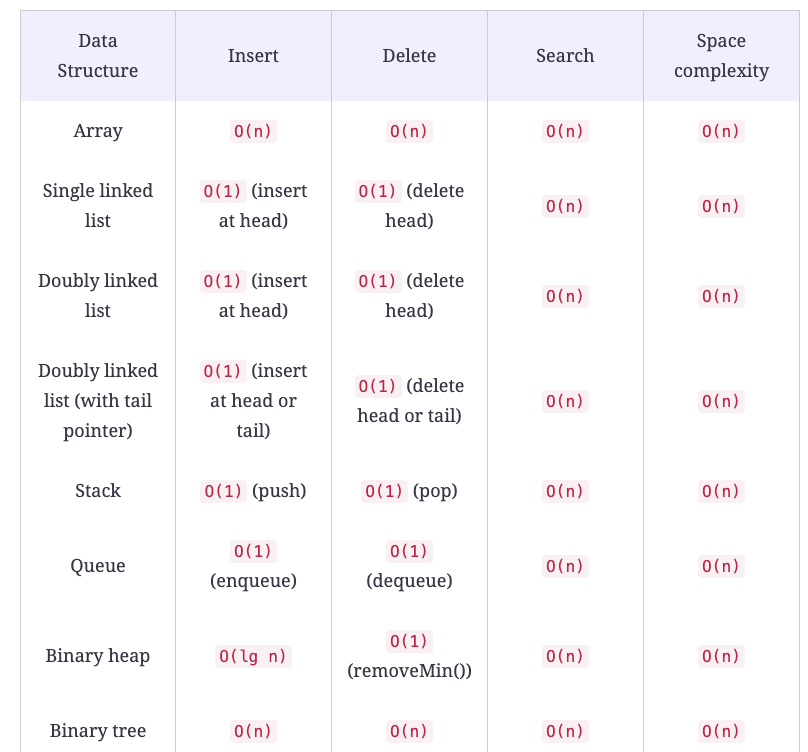 Data Structure | Insert | Delete | Search | Space complexity
Array | O(n) | O(n) | O(n) | O(n)
Single linked list | O(1) (insert at head) | O(1) (delete head) | O(n) | O(n)
Doubly linked list | O(1) (insert at head) | O(1) (delete head) | O(n) | O(n)
Doubly linked list (with tail pointer) | O(1) (insert at head or tail) | O(1) (delete head or tail) | O(n) | O(n)
Stack | O(1) (push) | O(1) (pop) | O(n) | O(n)
Queue | O(1) (enqueue) | O(1) (dequeue) | O(n) | O(n)
Binary heap | O(lg n) | O(1) (removeMin()) | O(n) | O(n)
Binary tree | O(n) | O(n) | O(n) | O(n)